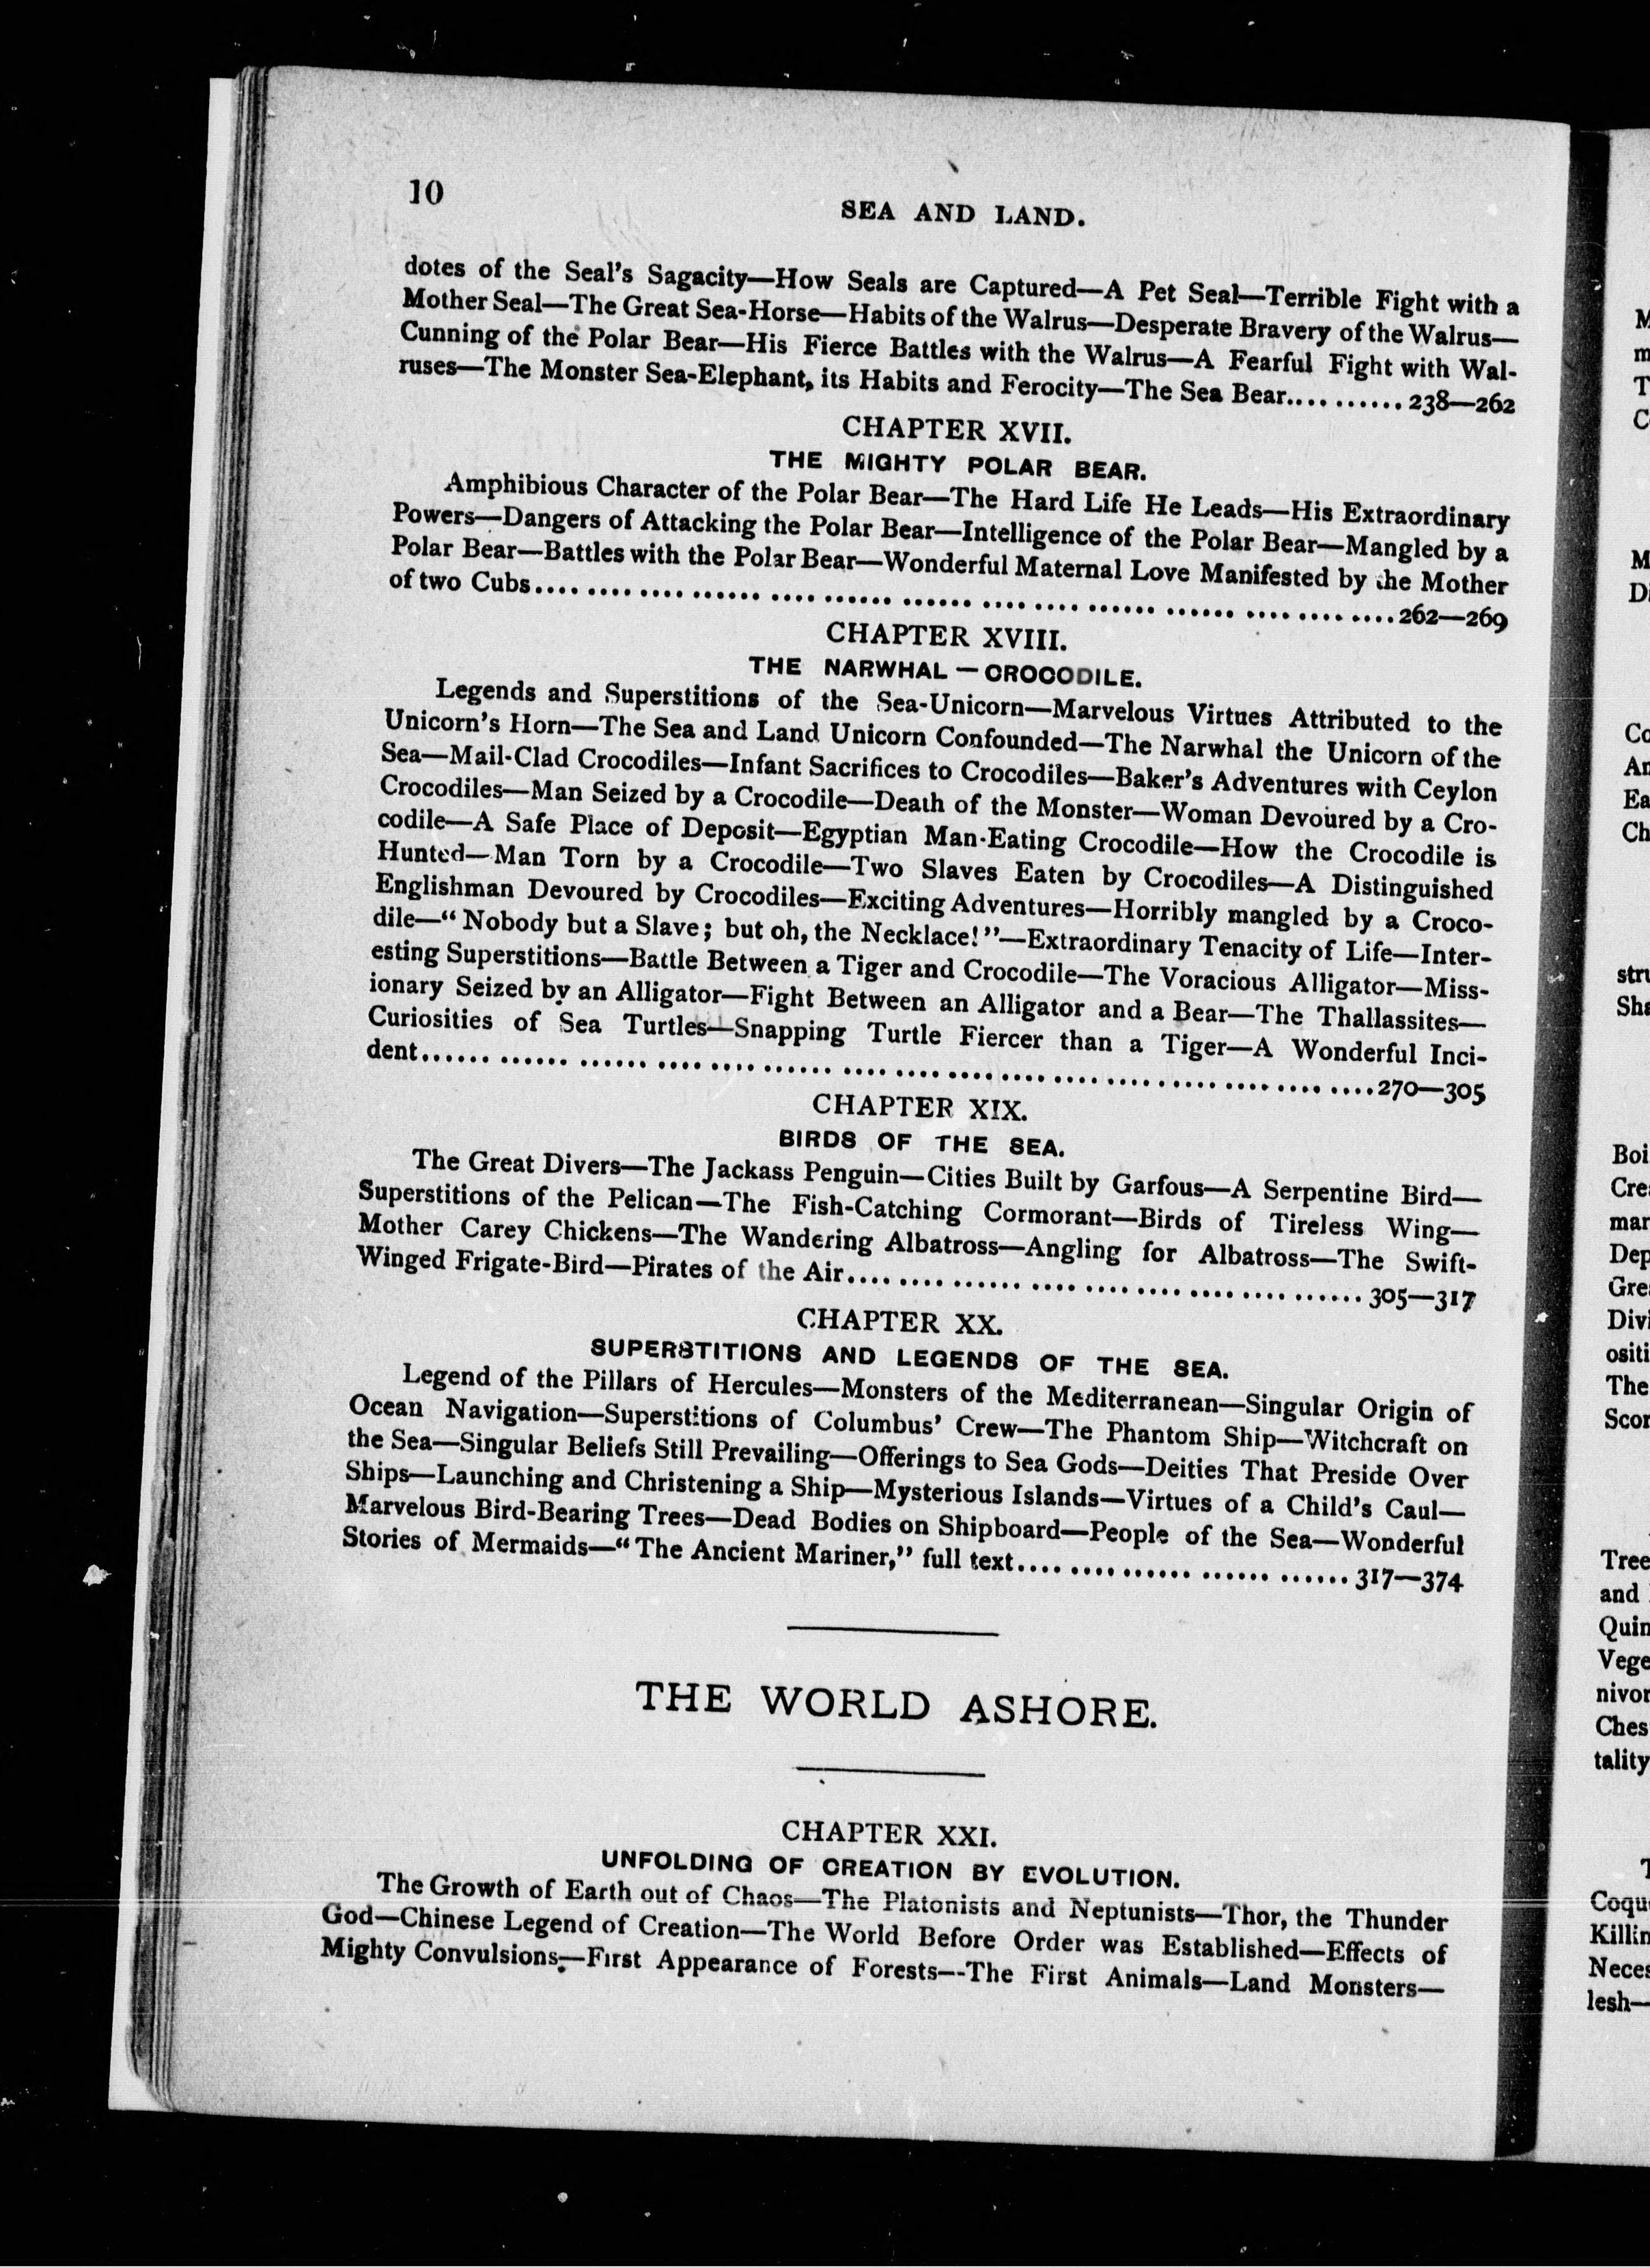 10
SEA AND LAND.
dotes of the Seal's Sagacity—How Seals are Captured—A Pet Seal—Terrible Fight with a
Mother Seal—The Great Sea-Horse—Habits of the Walrus—Desperate Bravery of the Walrus—
Cunning of the Polar Bear—His Fierce Battles with the Walrus—A Fearful Fight with Wal-
ruses—The Monster Sea-Elephant, its Habits and Ferocity—The Sea Bear..........238—262
CHAPTER XVII.
THE MIGHTY POLAR BEAR.
Amphibious Character of the Polar Bear—The Hard Life He Leads—His Extraordinary
Powers—Dangers of Attacking the Polar Bear—Intelligence of the Polar Bear—Mangled by a
Polar Bear—Battles with the Polar Bear—Wonderful Maternal Love Manifested by the Mother
of two Cubs.... .... .... ...... .... ...... ...... .... .... ...... ...... .... .... ....262—269
CHAPTER XVIII.
THE NARWHAL — CROCODILE.
Legends and Superstitions of the Sea-Unicorn—Marvelous Virtues Attributed to the
Unicorn's Horn—The Sea and Land Unicorn Confounded—The Narwhal the Unicorn of the
Sea—Mail-Clad Crocodiles—Infant Sacrifices to Crocodiles—Baker's Adventures with Ceylon
Crocodiles—Man Seized by a Crocodile—Death of the Monster—Woman Devoured by a Cro-
codile—A Safe Place of Deposit—Egyptian Man-Eating Crocodile—How the Crocodile is
Hunted—Man Torn by a Crocodile—Two Slaves Eaten by Crocodiles—A Distinguished
Englishman Devoured by Crocodiles—Exciting Adventures—Horribly mangled by a Croco-
dile—"Nobody but a Slave; but oh, the Necklace!"—Extraordinary Tenacity of Life—Inter-
esting Superstitions—Battle Between a Tiger and Crocodile—The Voracious Alligator—Miss-
ionary Seized by an Alligator—Fight Between an Alligator and a Bear—The Thallassites—
Curiosities of Sea Turtles—Snapping Turtle Fiercer than a Tiger—A Wonderful Inci-
dent...... ...... ...... .... .... ...... .... .... .... .... .... .... .... .... .... ....270—305
CHAPTER XIX.
BIRDS OF THE SEA.
The Great Divers—The Jackass Penguin—Cities Built by Garfous—A Serpentine Bird—
Superstitions of the Pelican—The Fish-Catching Cormorant—Birds of Tireless Wing—
Mother Carey Chickens—The Wandering Albatross—Angling for Albatross—The Swift-
Winged Frigate-Bird—Pirates of the Air.... .... ...... .... .... .... .... .... ...... 305—317
CHAPTER XX.
SUPERSTITIONS AND LEGENDS OF THE SEA.
Legend of the Pillars of Hercules—Monsters of the Mediterranean—Singular Origin of
Ocean Navigation—Superstitions of Columbus' Crew—The Phantom Ship—Witchcraft on
the Sea—Singular Beliefs Still Prevailing—Offerings to Sea Gods—Deities That Preside Over
Ships—Launching and Christening a Ship—Mysterious Islands—Virtues of a Child's Caul—
Marvelous Bird-Bearing Trees—Dead Bodies on Shipboard—People of the Sea—Wonderful
Stories of Mermaids—"The Ancient Mariner," full text.... .... ...... ...... ...... 317—374
THE WORLD ASHORE.
CHAPTER XXI.
UNFOLDING OF CREATION BY EVOLUTION.
The Growth of Earth out of Chaos—The Platonists and Neptunists—Thor, the Thunder
God—Chinese Legend of Creation—The World Before Order was Established—Effects of
Mighty Convulsions—First Appearance of Forests—The First Animals—Land Monsters—